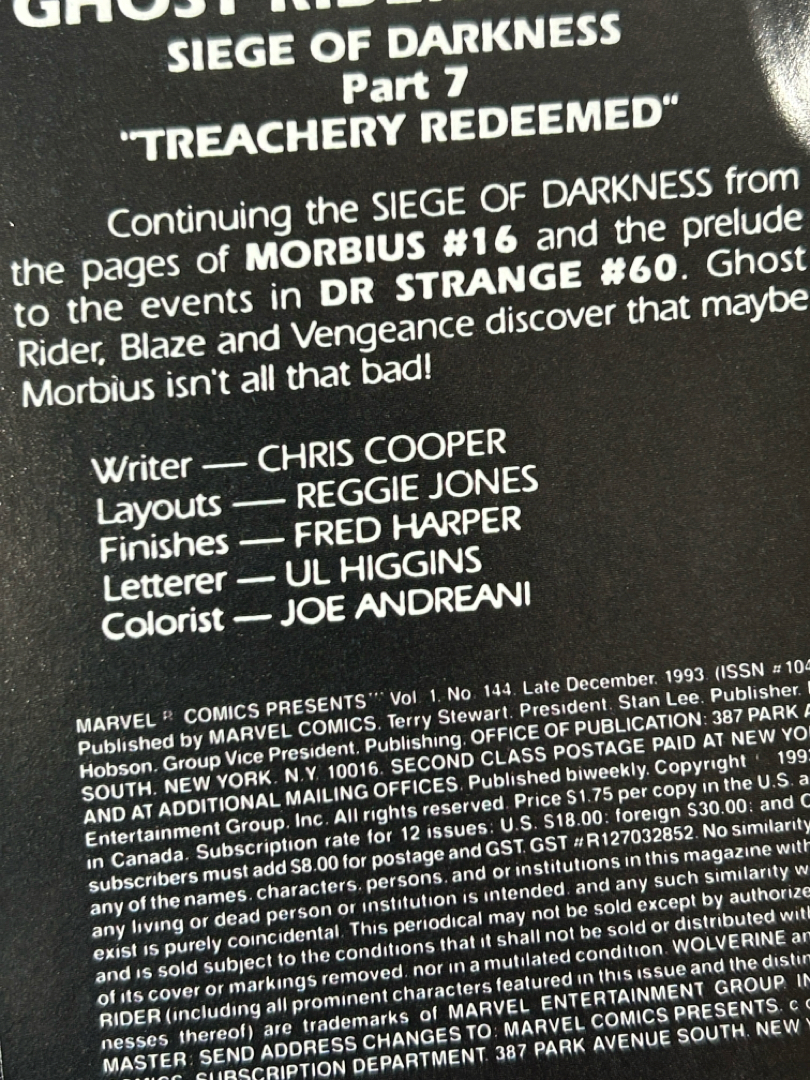 GHOST RIDER
SIEGE OF DARKNESS
Part 7
"TREACHERY REDEEMED"
Continuing the SIEGE OF DARKNESS from
the pages of MORBIUS #16 and the prelude
to the events in DR STRANGE #60. Ghost
Rider, Blaze and Vengeance discover that maybe
Morbius isn't all that bad!
Writer — CHRIS COOPER
Layouts — REGGIE JONES
Finishes — FRED HARPER
Letterer — UL HIGGINS
Colorist — JOE ANDREANI
MARVEL ® COMICS PRESENTS™ Vol. 1, No. 144, Late December, 1993. (ISSN #104
Published by MARVEL COMICS, Terry Stewart, President. Stan Lee, Publisher.
Hobson, Group Vice President, Publishing. OFFICE OF PUBLICATION: 387 PARK A
SOUTH, NEW YORK, N.Y. 10016. SECOND CLASS POSTAGE PAID AT NEW YO
AND AT ADDITIONAL MAILING OFFICES. Published biweekly. Copyright 199
Entertainment Group, Inc. All rights reserved. Price $1.75 per copy in the U.S. a
in Canada. Subscription rate for 12 issues: U.S. $18.00; foreign $30.00; and
subscribers must add $8.00 for postage and GST. GST #R127032852. No similarity
any of the names, characters, persons, and or institutions in this magazine with
any living or dead person or institution is intended, and any such similarity w
exist is purely coincidental. This periodical may not be sold except by authorize
and is sold subject to the conditions that it shall not be sold or distributed with
of its cover or markings removed, nor in a mutilated condition. WOLVERINE an
RIDER (including all prominent characters featured in this issue and the distin
nesses thereof) are trademarks of MARVEL ENTERTAINMENT GROUP,
MASTER: SEND ADDRESS CHANGES TO: MARVEL COMICS PRESENTS, c
SUBSCRIPTION DEPARTMENT, 387 PARK AVENUE SOUTH, NEW